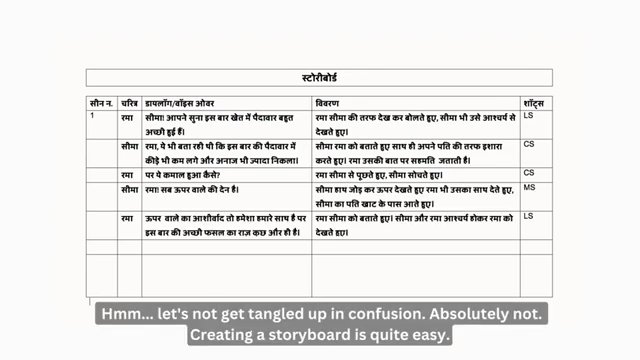 स्टोरीबोर्ड
सीन न. चरित्र डायलॉग/वॉइस ओवर विवरण शॉट्स
1 रमा सीमा! आपने सुना इस बार खेत में पैदावार बहुत रमा सीमा की तरफ देख कर बोलते हुए, सीमा भी उसे आश्चर्य से LS
अच्छी हुई हैं। देखते हुए।
सीमा रमा, ये भी बता रही थी कि इस बार की पैदावार में सीमा रमा को बताते हुए साथ ही अपने पति की तरफ इशारा CS
कीड़े भी कम लगे और अनाज भी ज्यादा निकला। करते हुए। रमा उसकी बात पर सहमति जताती है।
रमा पर ये कमाल हुआ कैसे? रमा सीमा से पूछते हुए, सीमा सोचते हुए। CS
सीमा रमा! सब ऊपर वाले की देन है। सीमा हाथ जोड़ कर ऊपर देखते हुए रमा भी उसका साथ देते हुए, MS
सीमा का पति खाट के पास आते हुए।
रमा ऊपर वाले का आशीर्वाद तो हमेशा हमारे साथ है पर रमा सीमा को बताते हुए। सीमा और रमा आश्चर्य होकर रमा को LS
इस बार की अच्छी फसल का राज कुछ और ही है। देखते हुए।
Hmm... let's not get tangled up in confusion. Absolutely not.
Creating a storyboard is quite easy.